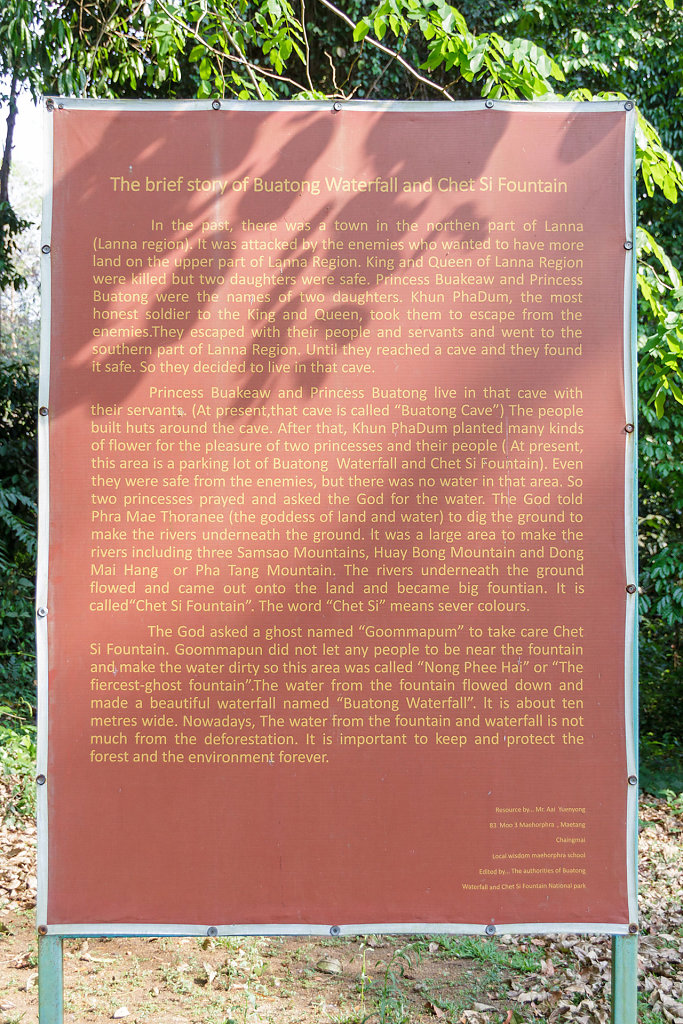 The brief story of Buatong Waterfall and Chet Si Fountain
In the past, there was a town in the northen part of Lanna
(Lanna region). It was attacked by the enemies who wanted to have more
land on the upper part of Lanna Region. King and Queen of Lanna Region
were killed but two daughters were safe. Princess Buakeaw and Princess
Buatong were the names of two daughters. Khun PhaDum, the most
honest soldier to the King and Queen, took them to escape from the
enemies.They escaped with their people and servants and went to the
southern part of Lanna Region. Until they reached a cave and they found
it safe. So they decided to live in that cave.
Princess Buakeaw and Princess Buatong live in that cave with
their servants. (At present,that cave is called “Buatong Cave”) The people
built huts around the cave. After that, Khun PhaDum planted many kinds
of flower for the pleasure of two princesses and their people ( At present,
this area is a parking lot of Buatong Waterfall and Chet Si Fountain). Even
they were safe from the enemies, but there was no water in that area. So
two princesses prayed and asked the God for the water. The God told
Phra Mae Thoranee (the goddess of land and water) to dig the ground to
make the rivers underneath the ground. It was a large area to make the
rivers including three Samsao Mountains, Huay Bong Mountain and Dong
Mai Hang or Pha Tang Mountain. The rivers underneath the ground
flowed and came out onto the land and became big fountian. It is
called“Chet Si Fountain”. The word “Chet Si” means sever colours.
The God asked a ghost named “Goommapum” to take care Chet
Si Fountain. Goommapun did not let any people to be near the fountain
and make the water dirty so this area was called “Nong Phee Hai” or “The
fiercest-ghost fountain”.The water from the fountain flowed down and
made a beautiful waterfall named “Buatong Waterfall”. It is about ten
metres wide. Nowadays, The water from the fountain and waterfall is not
much from the deforestation. It is important to keep and protect the
forest and the environment forever.
Resource by... Mr. Aai Yuenyong
83 Moo 3 Maehorphra , Maetang
Chaingmai
Local wisdom maehorphra school
Edited by... The authorities of Buatong
Waterfall and Chet Si Fountain National park